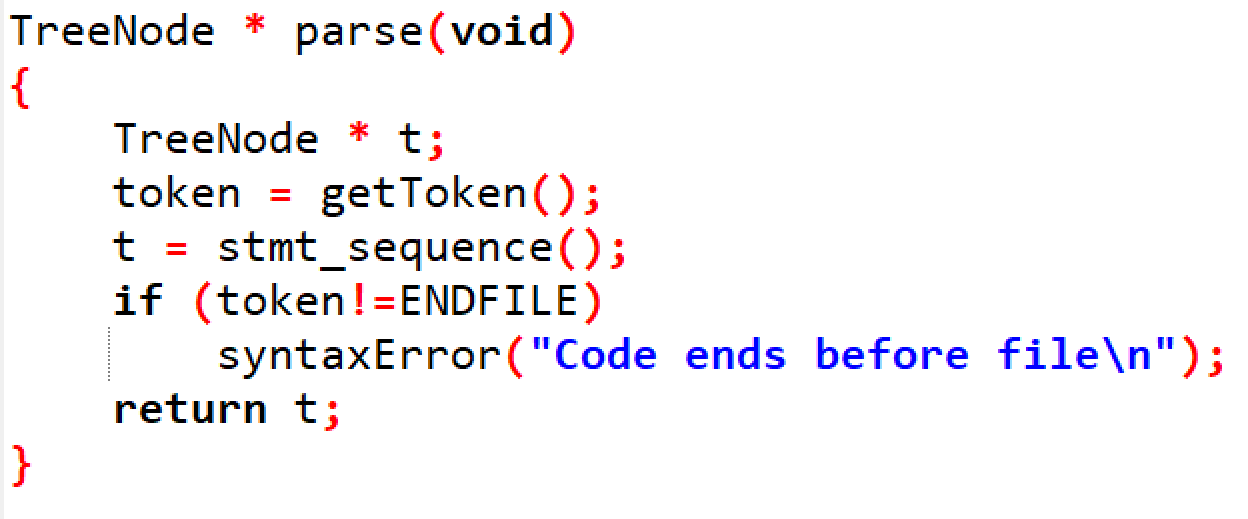 TreeNode * parse(void)
{
    TreeNode * t;
    token = getToken();
    t = stmt_sequence();
    if (token!=ENDFILE)
        syntaxError("Code ends before file\n");
    return t;
}